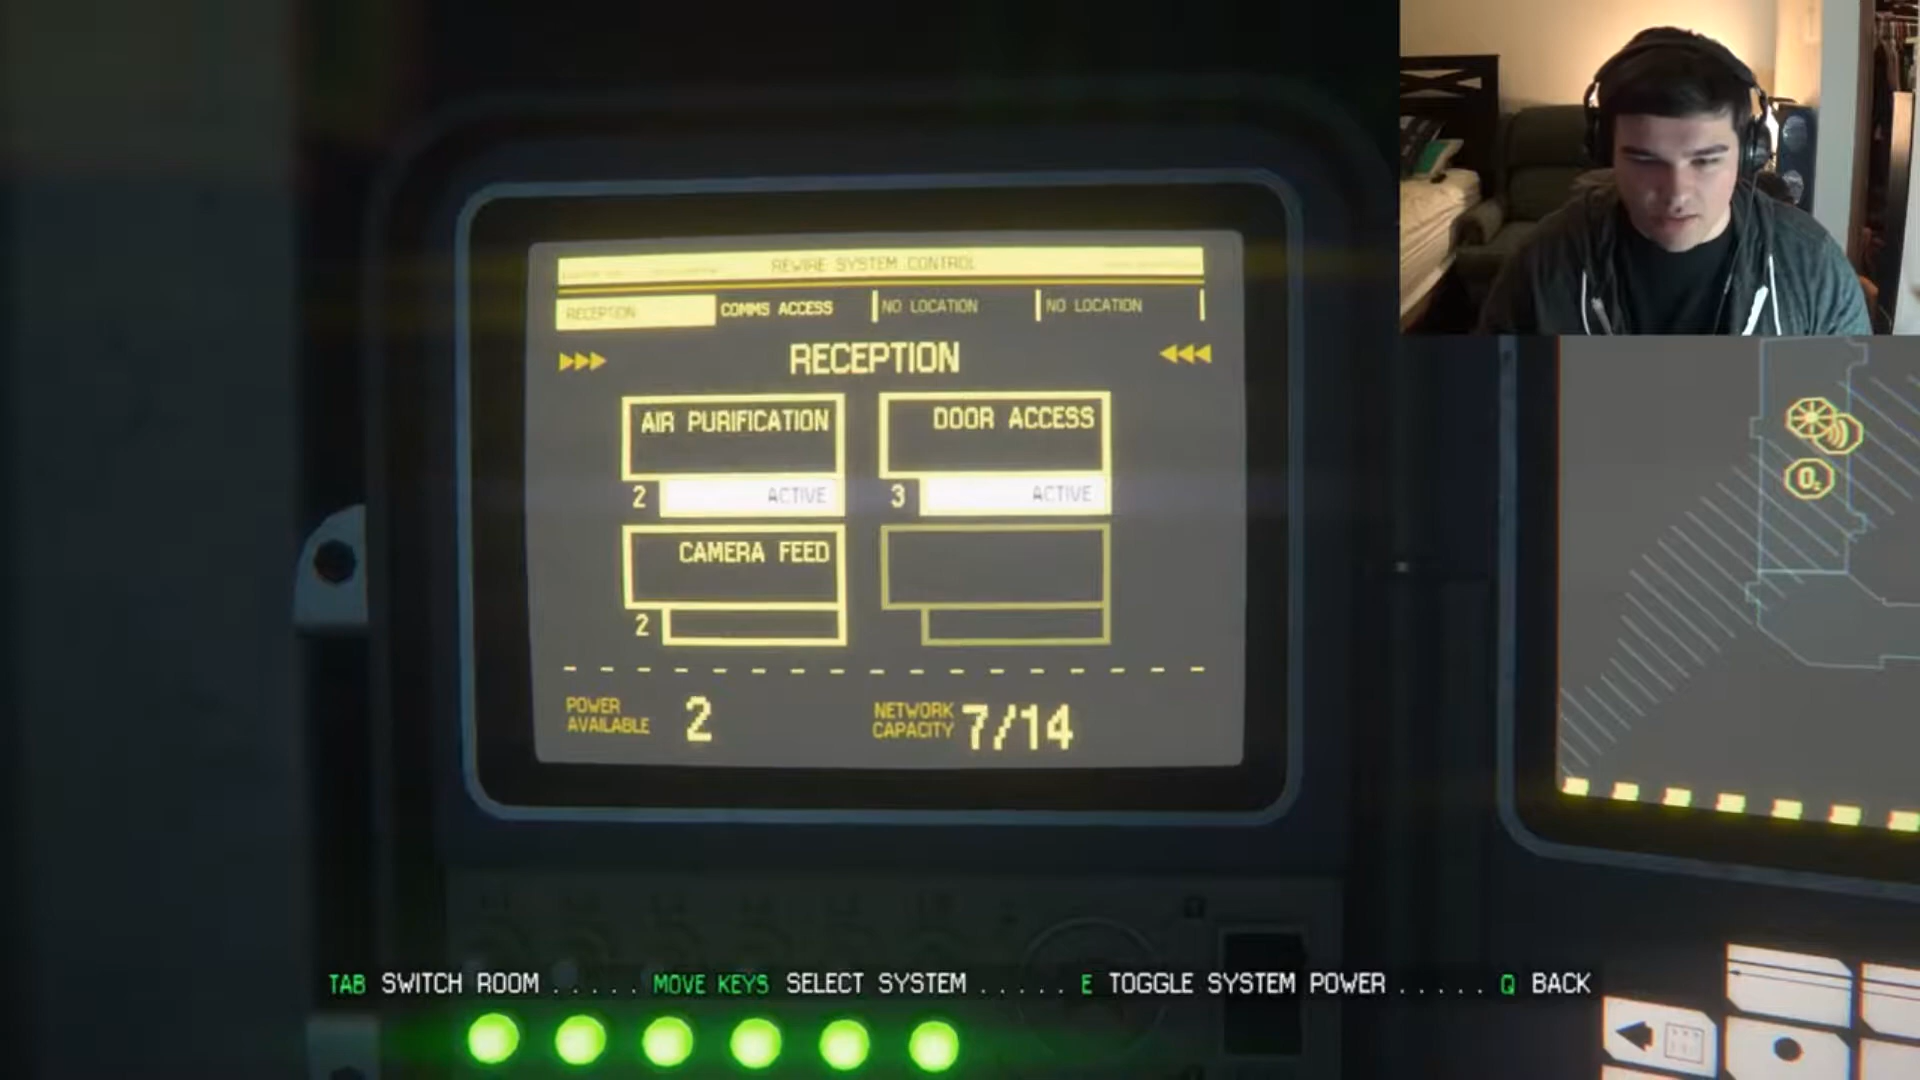 REWIRE SYSTEM CONTROL
RECEPTION COMMS ACCESS NO LOCATION NO LOCATION
RECEPTION
AIR PURIFICATION DOOR ACCESS
2 ACTIVE 3 ACTIVE
CAMERA FEED
2
POWER AVAILABLE 2 NETWORK CAPACITY 7/14
O₂
TAB SWITCH ROOM ..... MOVE KEYS SELECT SYSTEM ...... E TOGGLE SYSTEM POWER ...... Q BACK